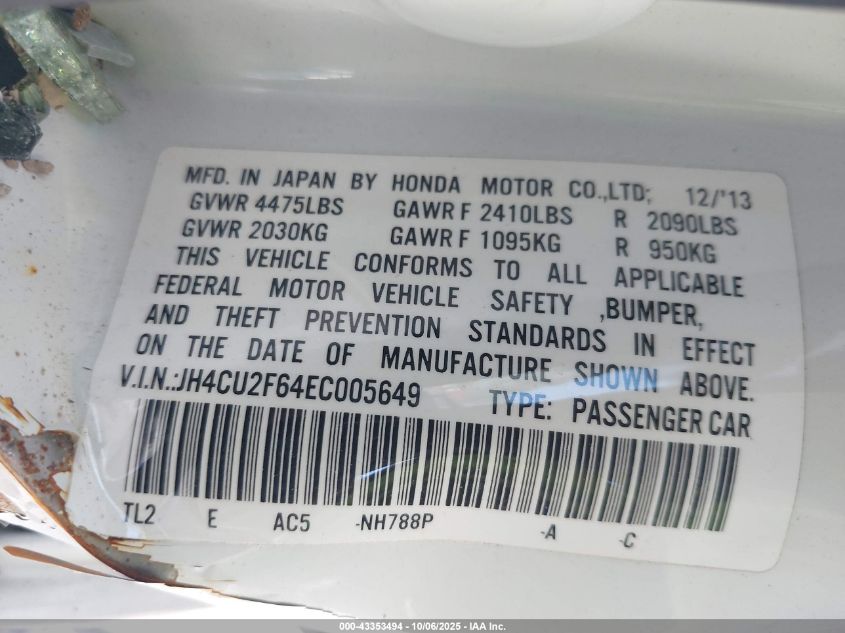 MFD. IN JAPAN BY HONDA MOTOR CO.,LTD; 12/'13
GVWR 4475LBS GAWR F 2410LBS R 2090LBS
GVWR 2030KG GAWR F 1095KG R 950KG
THIS VEHICLE CONFORMS TO ALL APPLICABLE
FEDERAL MOTOR VEHICLE SAFETY ,BUMPER,
AND THEFT PREVENTION STANDARDS IN EFFECT
ON THE DATE OF MANUFACTURE SHOWN ABOVE.
V.I.N.:JH4CU2F64EC005649 TYPE: PASSENGER CAR
TL2 E AC5 -NH788P -A -C
000-43353494 - 10/06/2025 - IAA Inc.